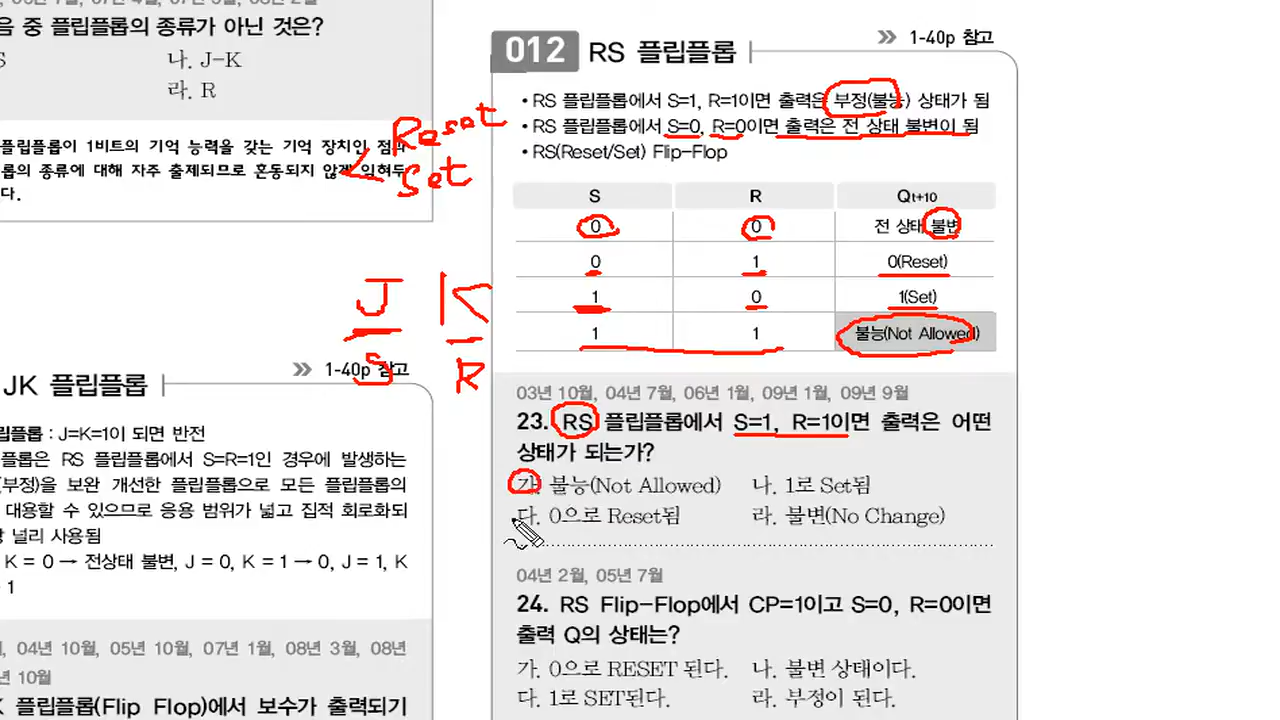 음 중 플립플롭의 종류가 아닌 것은?
S
나. J-K
라. R
플립플롭이 1비트의 기억 능력을 갖는 기억 장치인 점과
롭의 종류에 대해 자주 출제되므로 혼동되지 않게 익혀두
다.
Reset
Set
J K
S R
1-40p 참고
JK 플립플롭
립플롭 : J=K=1이 되면 반전
플롭은 RS 플립플롭에서 S=R=1인 경우에 발생하는
(부정)을 보완 개선한 플립플롭으로 모든 플립플롭의
대용할 수 있으므로 응용 범위가 넓고 집적 회로화되
널리 사용됨
K = 0 → 전상태 불변, J = 0, K = 1 → 0, J = 1, K
1
04년 10월, 05년 10월, 07년 1월, 08년 3월, 08년
10월
플립플롭(Flip Flop)에서 보수가 출력되기
1-40p 참고
012 RS 플립플롭
• RS 플립플롭에서 S=1, R=1이면 출력은 부정(불능) 상태가 됨
• RS 플립플롭에서 S=0, R=0이면 출력은 전 상태 불변이 됨
• RS(Reset/Set) Flip-Flop
S R Qt+10
0 0 전 상태 불변
0 1 0(Reset)
1 0 1(Set)
1 1 불능(Not Allowed)
03년 10월, 04년 7월, 06년 1월, 09년 1월, 09년 9월
23. RS 플립플롭에서 S=1, R=1이면 출력은 어떤
상태가 되는가?
가. 불능(Not Allowed) 나. 1로 Set됨
다. 0으로 Reset됨 라. 불변(No Change)
04년 2월, 05년 7월
24. RS Flip-Flop에서 CP=1이고 S=0, R=0이면
출력 Q의 상태는?
가. 0으로 RESET 된다. 나. 불변 상태이다.
다. 1로 SET된다. 라. 부정이 된다.